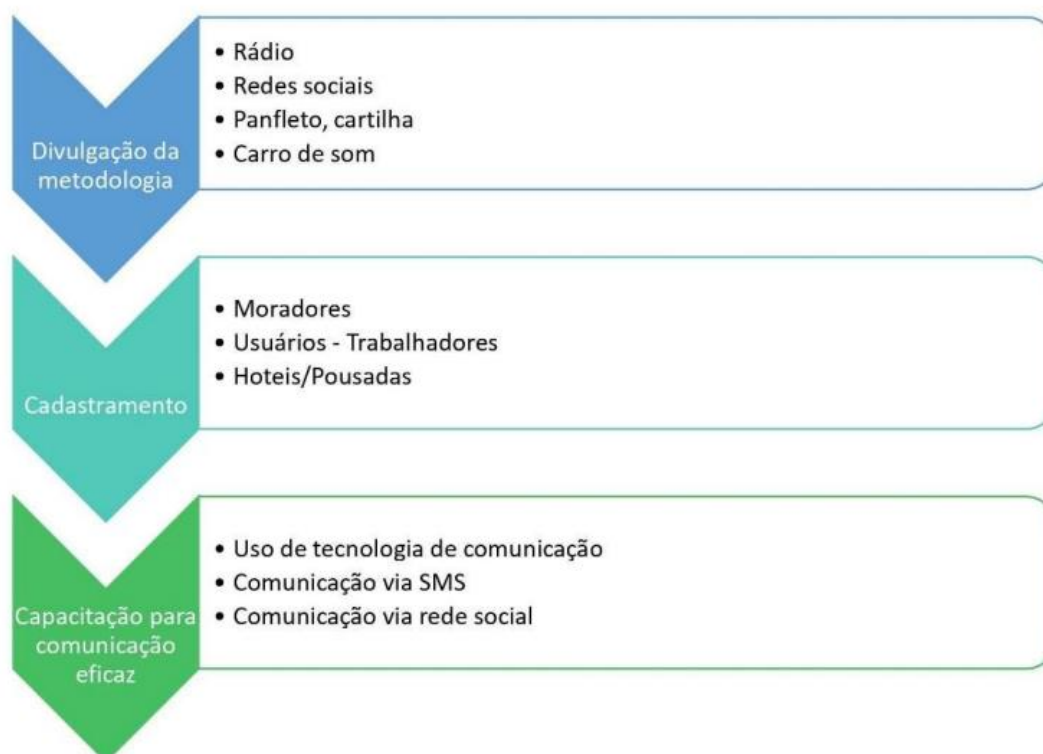 Divulgação da
metodologia
• Rádio
• Redes sociais
• Panfleto, cartilha
• Carro de som
Cadastramento
• Moradores
• Usuários - Trabalhadores
• Hoteis/Pousadas
Capacitação para
comunicação
eficaz
• Uso de tecnologia de comunicação
• Comunicação via SMS
• Comunicação via rede social